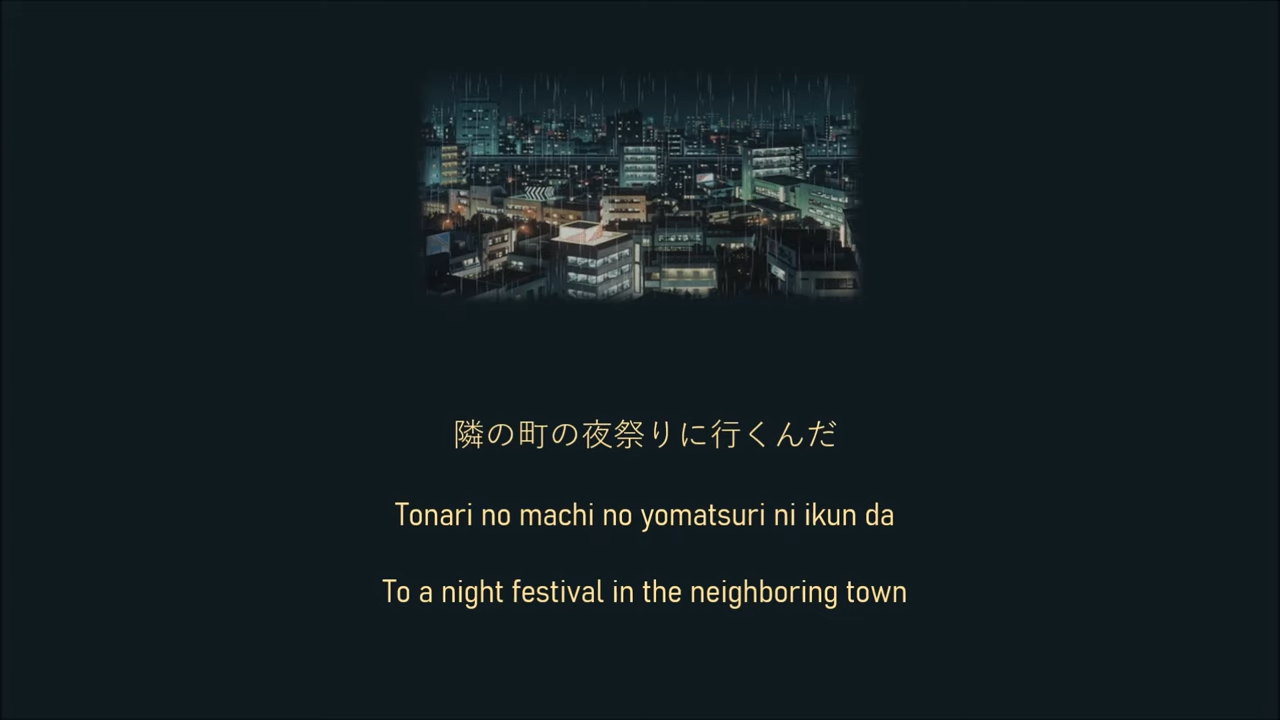 隣の町の夜祭りに行くんだ
Tonari no machi no yomatsuri ni ikun da
To a night festival in the neighboring town